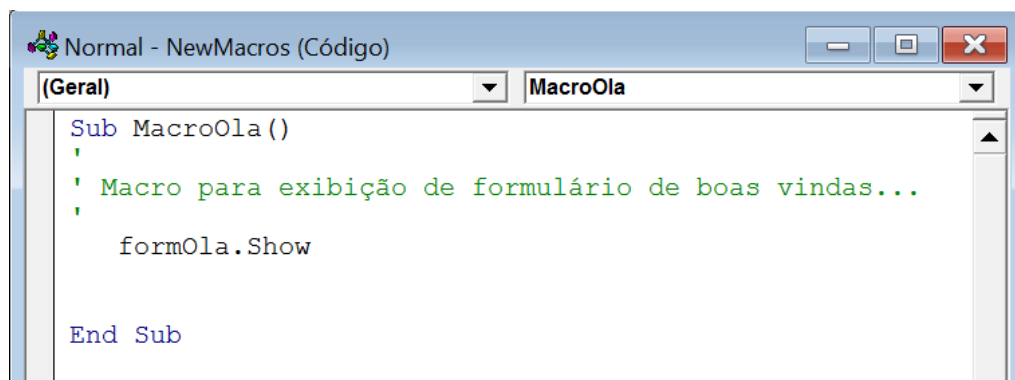 Normal - NewMacros (Código)
(Geral) MacroOla
Sub MacroOla()
'
' Macro para exibição de formulário de boas vindas...
'
formOla.Show
End Sub